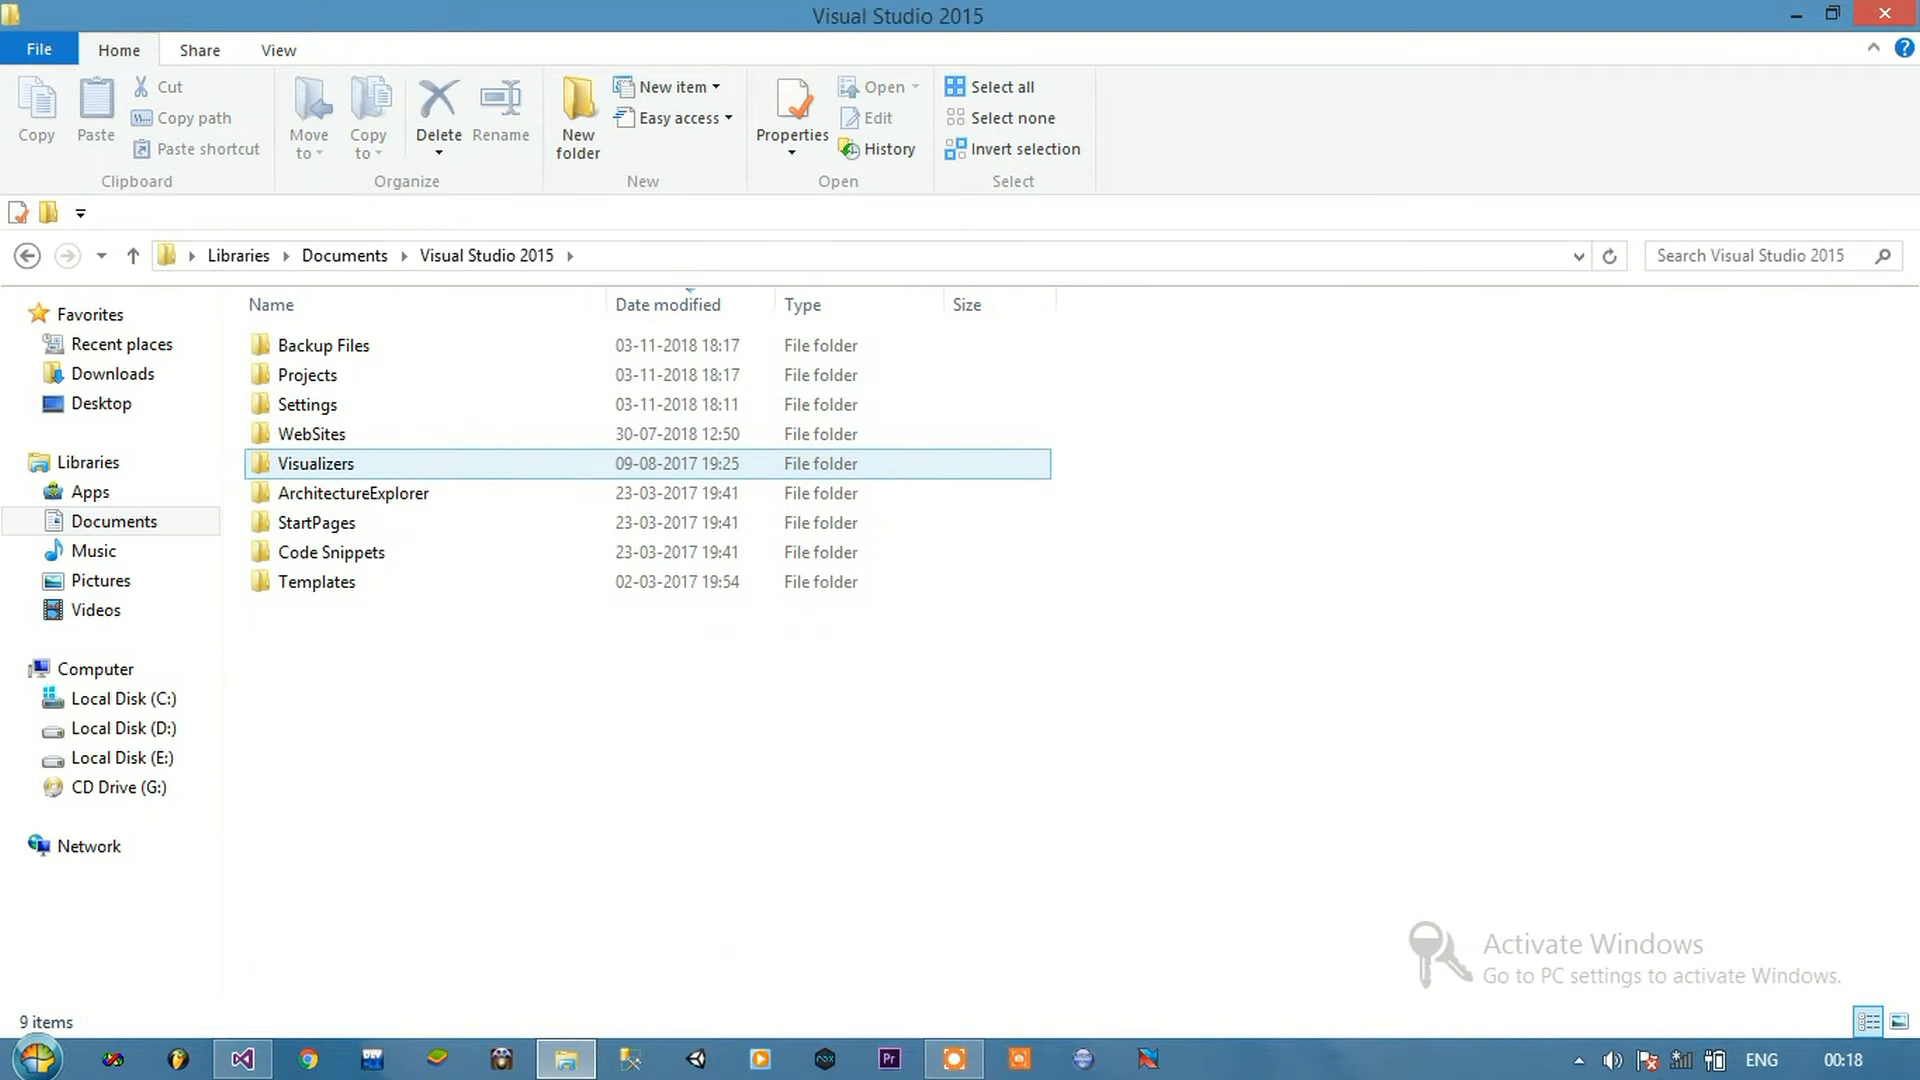 Visual Studio 2015
File Home Share View
Copy
Paste
Cut
Copy path
Paste shortcut
Clipboard
Move to
Copy to
Delete
Rename
Organize
New folder
New item
Easy access
New
Properties
Open
Edit
History
Open
Select all
Select none
Invert selection
Select
Libraries Documents Visual Studio 2015
Search Visual Studio 2015
Favorites
Recent places
Downloads
Desktop
Libraries
Apps
Documents
Music
Pictures
Videos
Computer
Local Disk (C:)
Local Disk (D:)
Local Disk (E:)
CD Drive (G:)
Network
Name Date modified Type Size
Backup Files 03-11-2018 18:17 File folder
Projects 03-11-2018 18:17 File folder
Settings 03-11-2018 18:11 File folder
WebSites 30-07-2018 12:50 File folder
Visualizers 09-08-2017 19:25 File folder
ArchitectureExplorer 23-03-2017 19:41 File folder
StartPages 23-03-2017 19:41 File folder
Code Snippets 23-03-2017 19:41 File folder
Templates 02-03-2017 19:54 File folder
Activate Windows
Go to PC settings to activate Windows.
9 items
DEV
nox
Pr
ENG 00:18